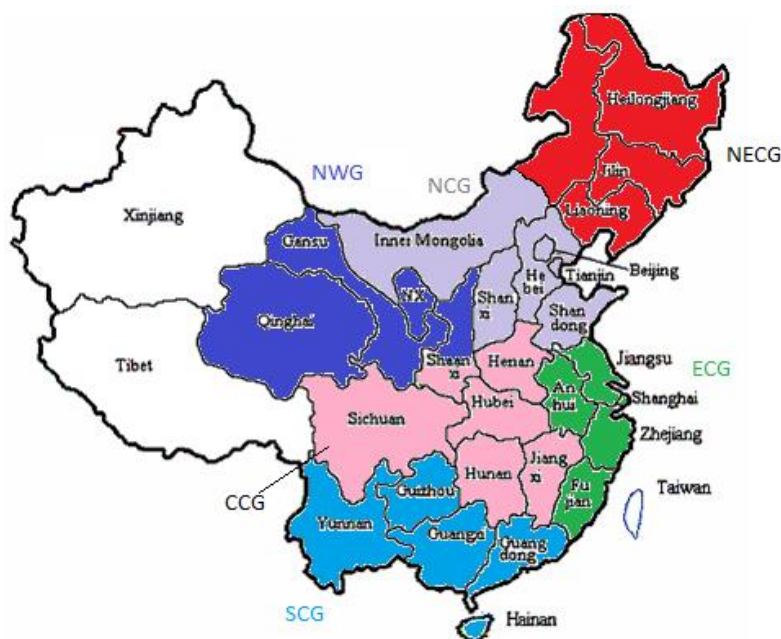 Heilongjiang
NECG
NWG
NCG
Jilin
Liaoning
Xinjiang
Gansu
Inner Mongolia
He
bei
Beijing
Tianjin
NX
Shan
xi
Shan
dong
Qinghai
Tibet
Shaan
xi
Henan
Jiangsu
ECG
An
hui
Shanghai
Sichuan
Hubei
Zhejiang
Hunan
Jiang
xi
CCG
Guizhou
Fu
jian
Taiwan
Yunnan
Guangxi
Guang
dong
SCG
Hainan